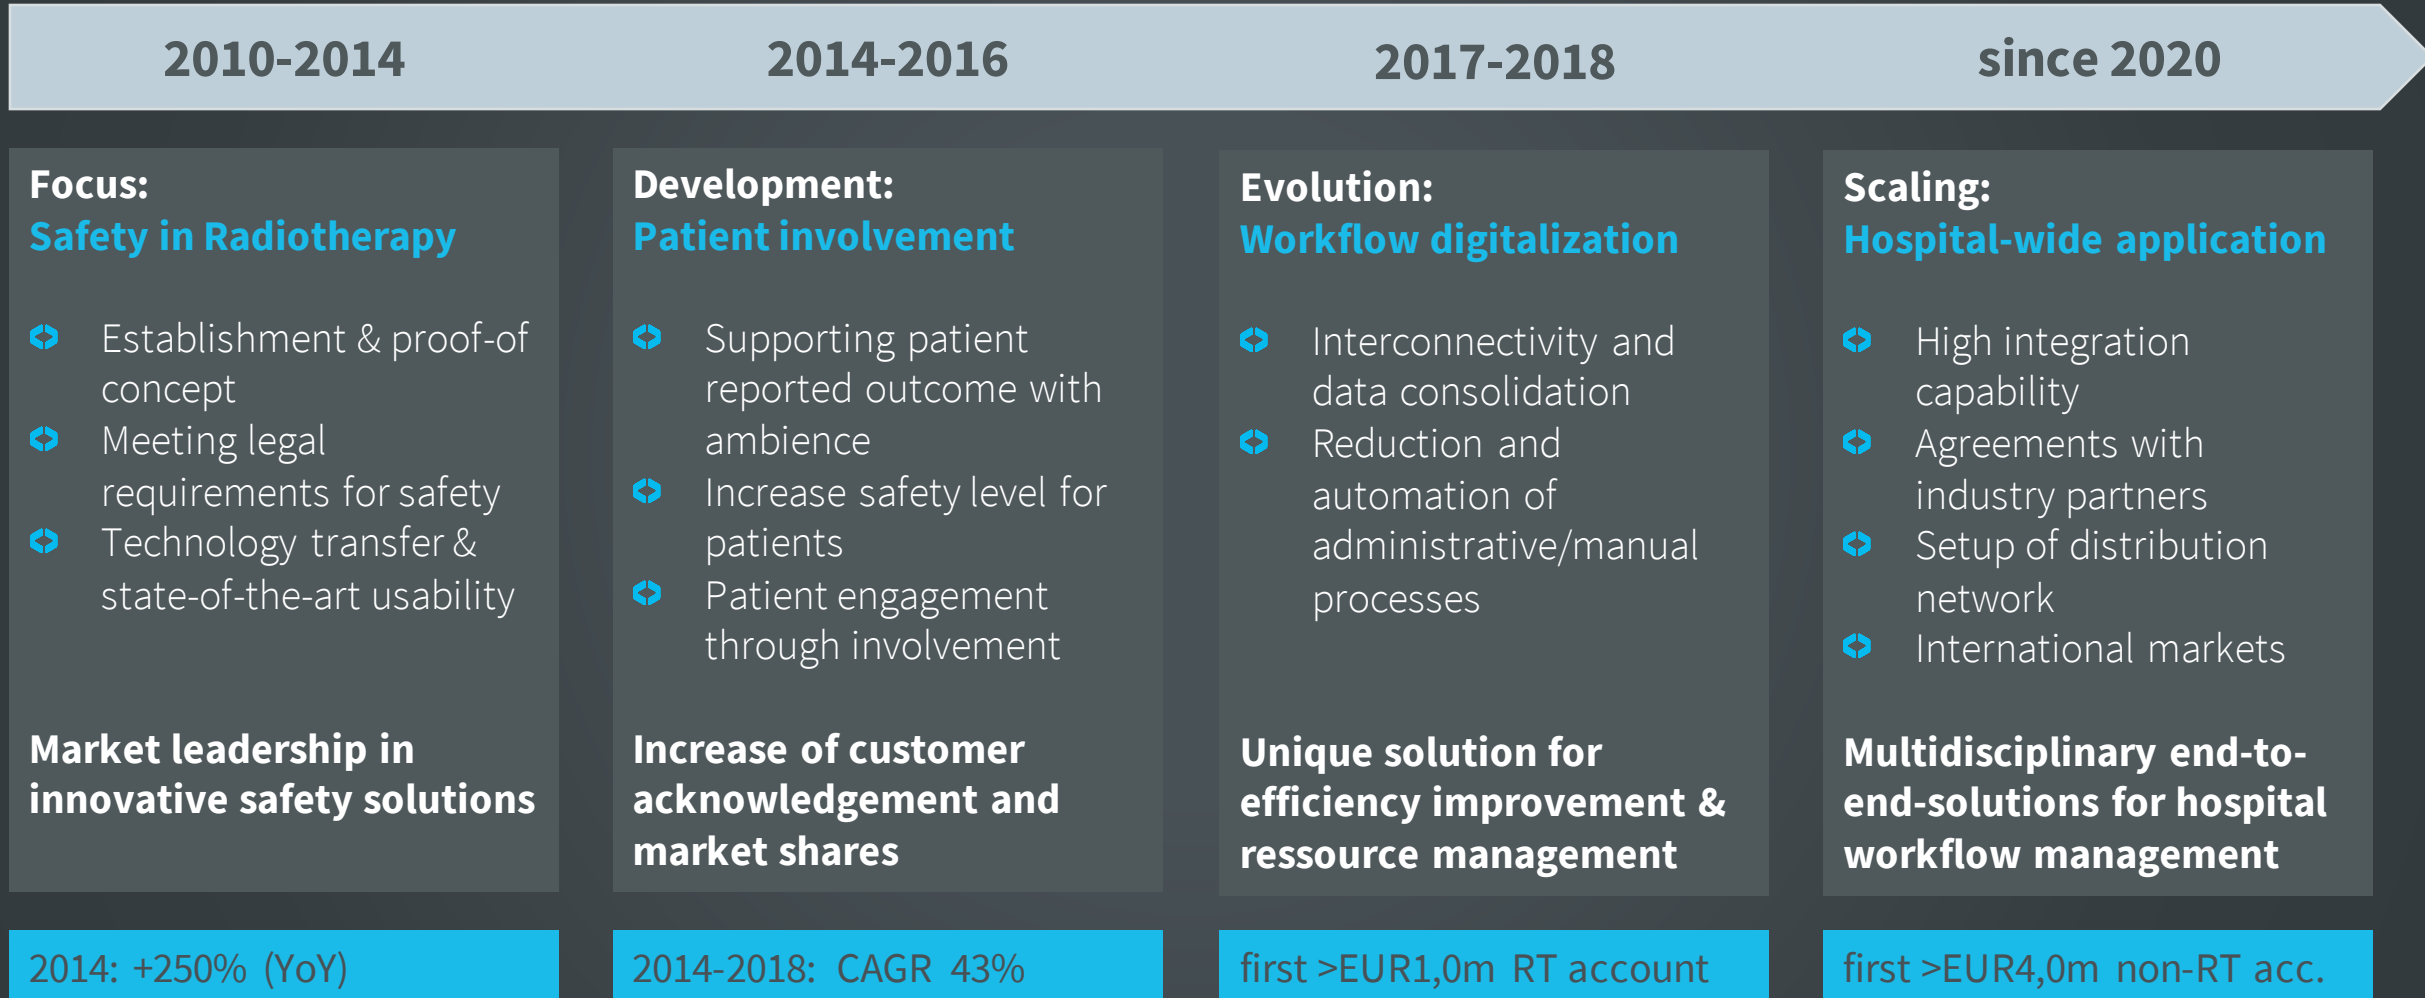 2010-2014
2014-2016
2017-2018
since 2020
Focus:
Safety in Radiotherapy
Establishment & proof-of
concept
Meeting legal
requirements for safety
Technology transfer &
state-of-the-art usability
Market leadership in
innovative safety solutions
2014: +250% (YoY)
Development:
Patient involvement
Supporting patient
reported outcome with
ambience
Increase safety level for
patients
Patient engagement
through involvement
Increase of customer
acknowledgement and
market shares
2014-2018: CAGR 43%
Evolution:
Workflow digitalization
Interconnectivity and
data consolidation
Reduction and
automation of
administrative/manual
processes
Unique solution for
efficiency improvement &
ressource management
first >EUR1,0m RT account
Scaling:
Hospital-wide application
High integration
capability
Agreements with
industry partners
Setup of distribution
network
International markets
Multidisciplinary end-to-
end-solutions for hospital
workflow management
first >EUR4,0m non-RT acc.